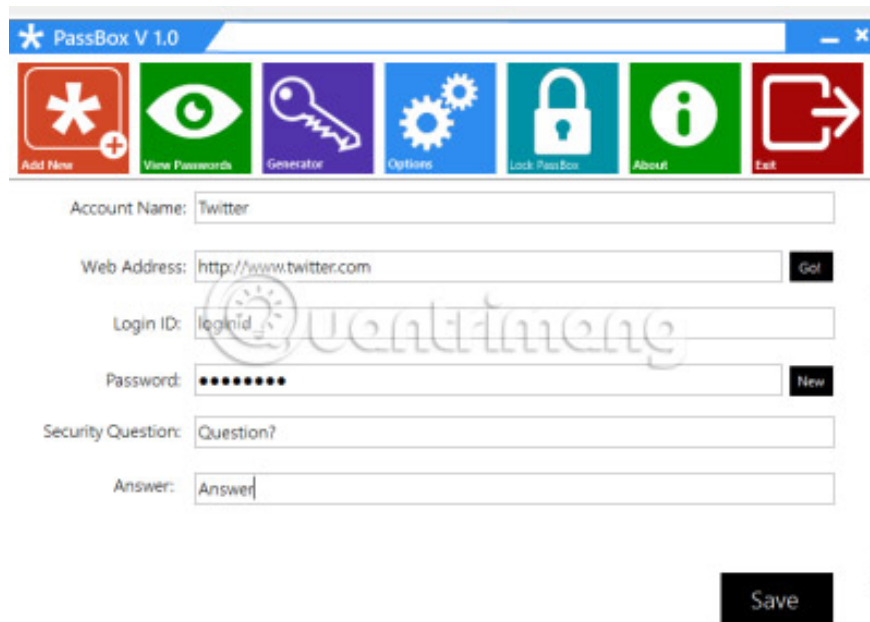 PassBox V 1.0
Add New View Passwords Generator Options Lock PassBox About Exit
Account Name: Twitter
Web Address: http://www.twitter.com Go!
Login ID: loginid
Quantrimang
Password: •••••••• New
Security Question: Question?
Answer: Answer
Save